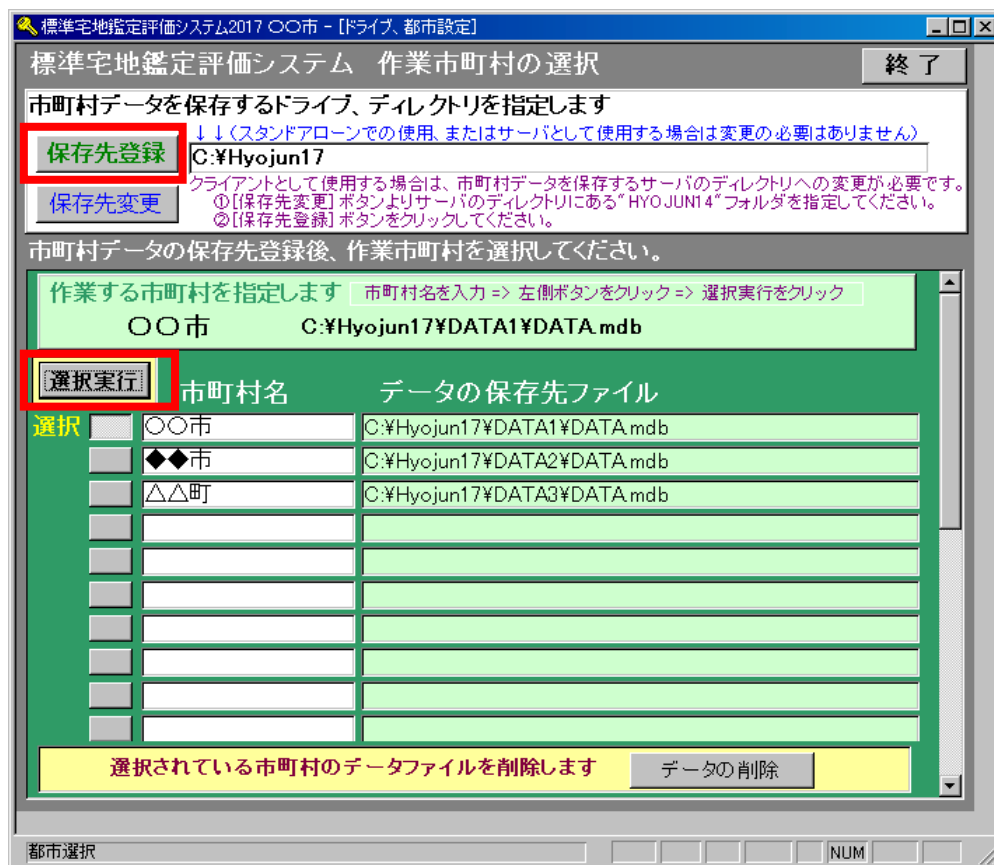 標準宅地鑑定評価システム2017 〇〇市 - [ドライブ、都市設定]
標準宅地鑑定評価システム 作業市町村の選択
終了
市町村データを保存するドライブ、ディレクトリを指定します
↓↓(スタンドアローンでの使用、またはサーバとして使用する場合は変更の必要はありません)
保存先登録
C:¥Hyojun17
保存先変更
クライアントとして使用する場合は、市町村データを保存するサーバのディレクトリへの変更が必要です。
①[保存先変更] ボタンよりサーバのディレクトリにある"HYOJUN14"フォルダを指定してください。
②[保存先登録] ボタンをクリックしてください。
市町村データの保存先登録後、作業市町村を選択してください。
作業する市町村を指定します 市町村名を入力 => 左側ボタンをクリック => 選択実行をクリック
〇〇市 C:¥Hyojun17¥DATA1¥DATA.mdb
選択実行 市町村名 データの保存先ファイル
選択 〇〇市 C:¥Hyojun17¥DATA1¥DATA.mdb
◆◆市 C:¥Hyojun17¥DATA2¥DATA.mdb
△△町 C:¥Hyojun17¥DATA3¥DATA.mdb
選択されている市町村のデータファイルを削除します データの削除
都市選択 NUM